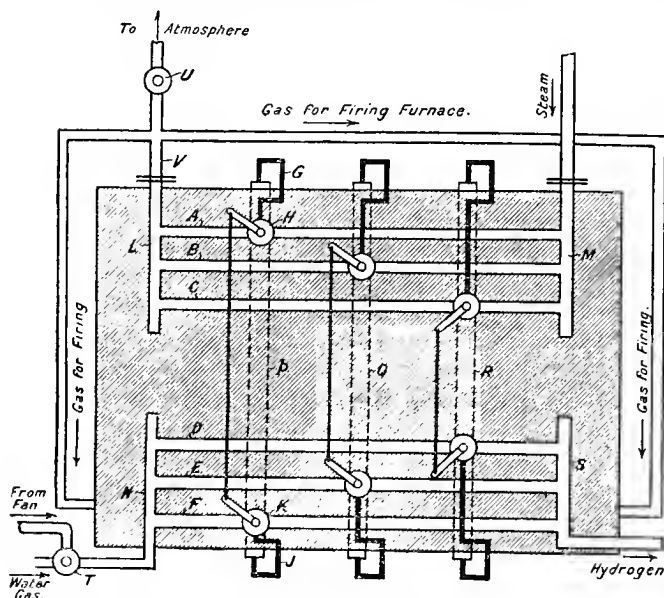 To Atmosphere
U
Steam
Gas for Firing Furnace.
V
G
A
H
L
B
M
C
Gas for Firing
P
Q
R
Gas for Firing.
D
E
S
N
F
K
From
Fan
J
T
Water
Gas.
Hydrogen